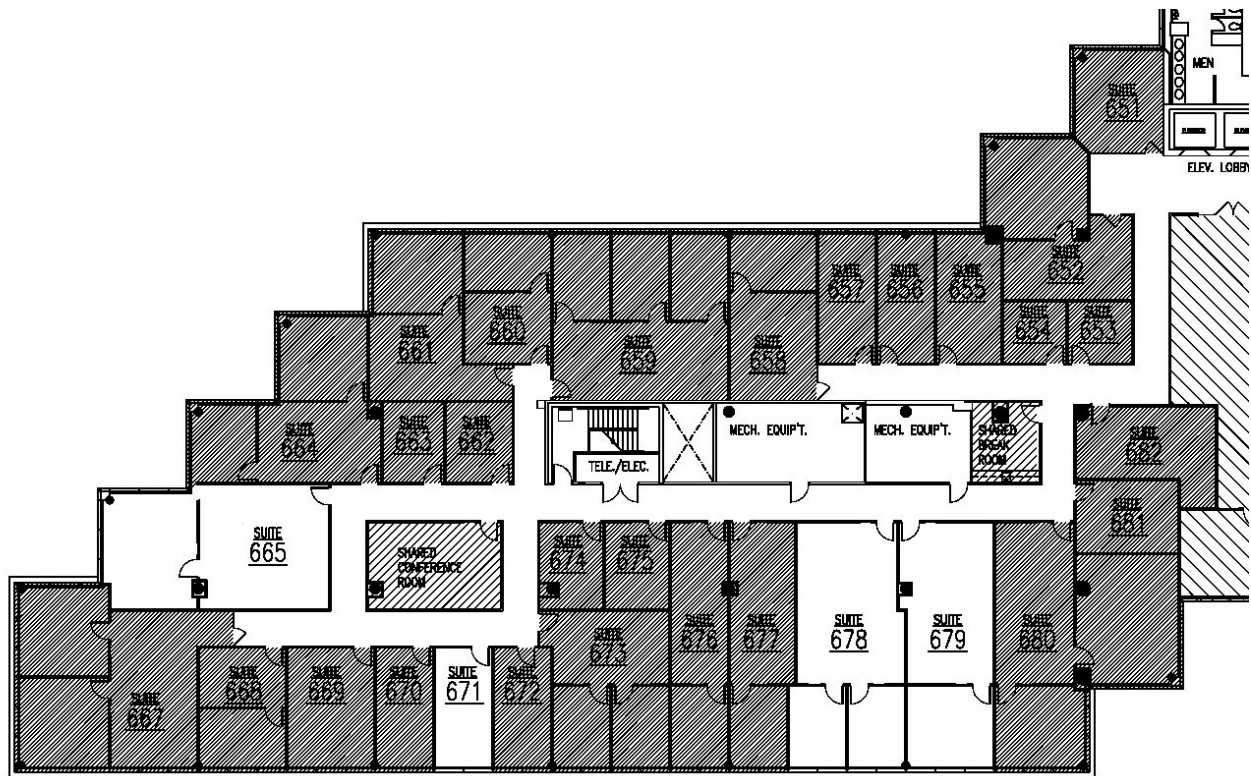 MEN
SUITE
651
ELEV. LOBBY
SUITE
652
SUITE
657
SUITE
656
SUITE
655
SUITE
654
SUITE
653
SUITE
661
SUITE
660
SUITE
659
SUITE
658
SUITE
664
SUITE
663
SUITE
662
TELE./ELEC.
MECH. EQUIP'T.
MECH. EQUIP'T.
SHARED
BREAK
ROOM
SUITE
682
SUITE
681
SUITE
665
SHARED
CONFERENCE
ROOM
SUITE
674
SUITE
675
SUITE
673
SUITE
676
SUITE
677
SUITE
678
SUITE
679
SUITE
680
SUITE
667
SUITE
668
SUITE
669
SUITE
670
SUITE
671
SUITE
672